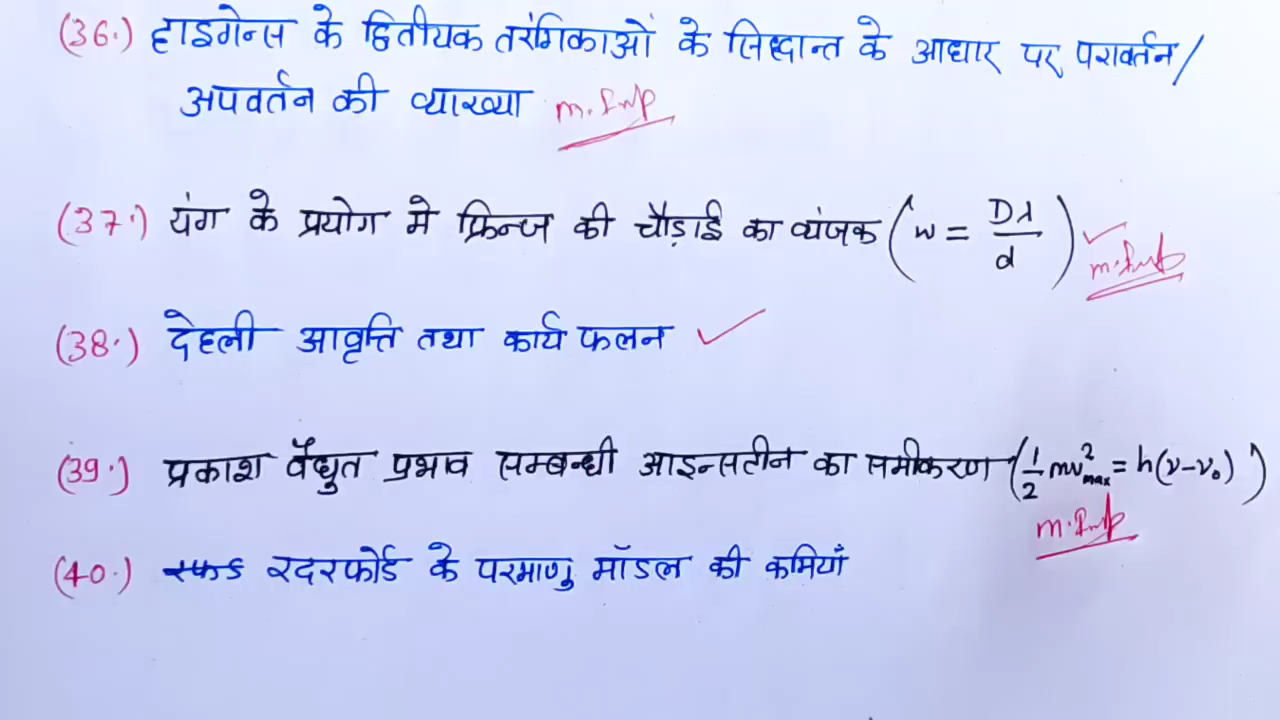 (36.) हाइगेन्स के द्वितीयक तरंगिकाओं के सिद्धान्त के आधार पर परावर्तन/
अपवर्तन की व्याख्या m.Imp
(37.) यंग के प्रयोग मे फ्रिन्ज की चौड़ाई का व्यंजक (w = Dλ/d) ✓ m.Imp
(38.) देहली आवृत्ति तथा कार्य फलन ✓
(39.) प्रकाश वैधुत प्रभाव सम्बन्धी आइन्सटीन का समीकरण (1/2 mv²max = h(ν-ν₀))
m.Imp
(40.) रदरफोर्ड के परमाणु मॉडल की कमियाँ